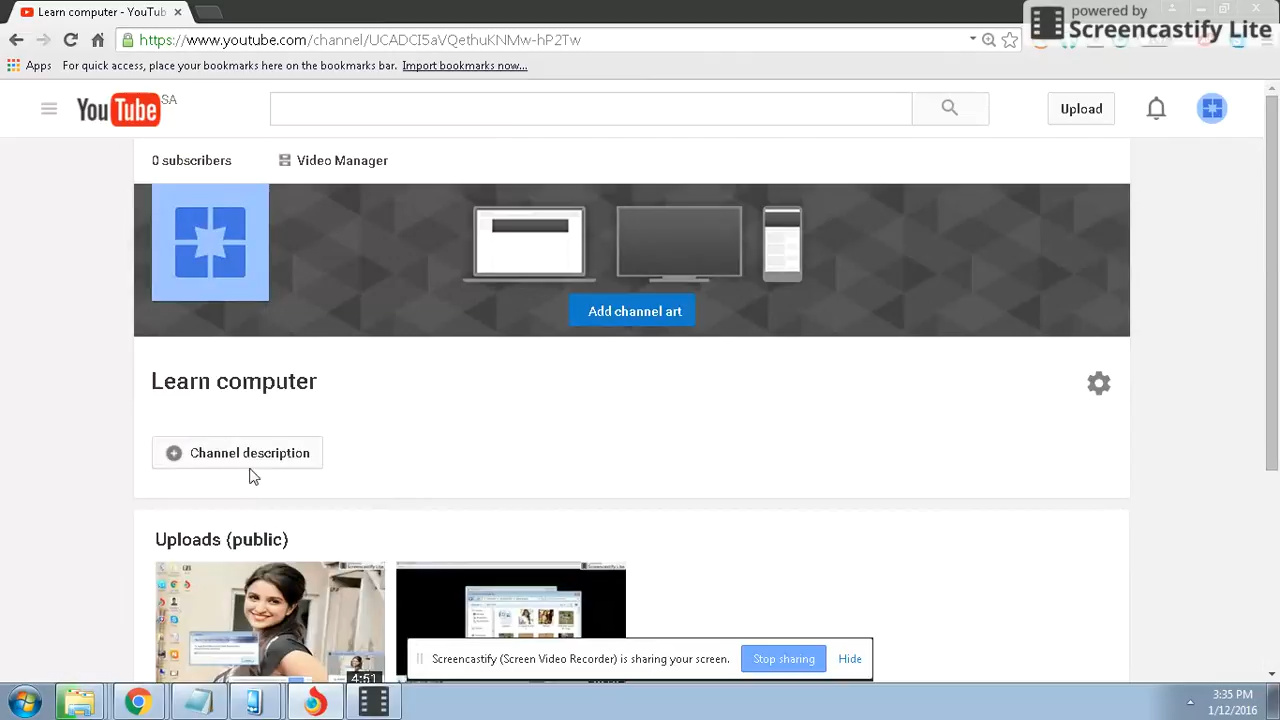 Learn computer - YouTub
powered by
Screencastify Lite
https://www.youtube.com/ch
Apps For quick access, place your bookmarks here on the bookmarks bar. Import bookmarks now...
YouTube SA
Upload
0 subscribers Video Manager
Add channel art
Learn computer
Channel description
Uploads (public)
Screencastify (Screen Video Recorder) is sharing your screen. Stop sharing Hide
4:51
3:35 PM
1/12/2016